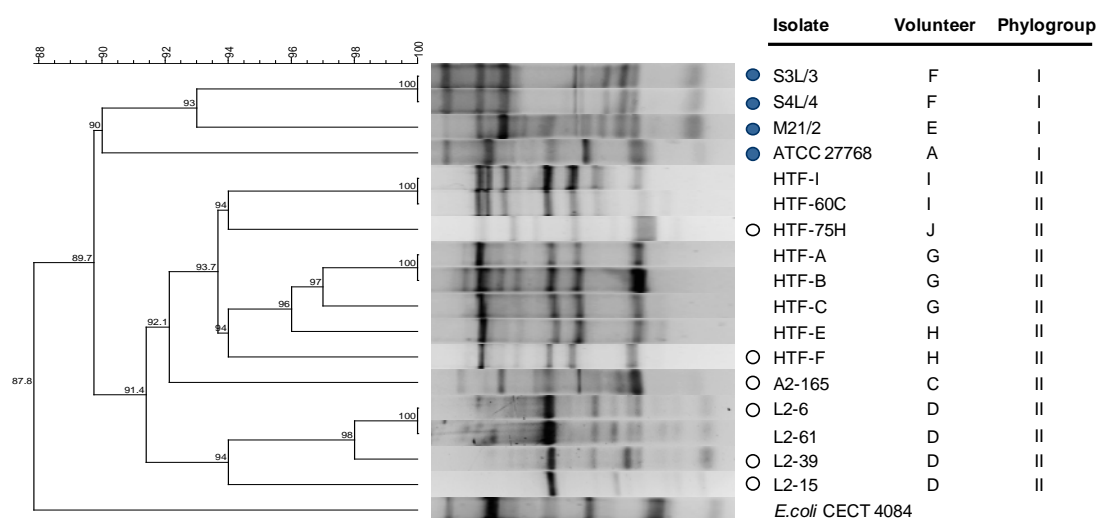 Isolate Volunteer Phylogroup
88 90 92 94 96 98 100
100 S3L/3 F I
93 S4L/4 F I
90 M21/2 E I
ATCC 27768 A I
100 HTF-I I II
94 HTF-60C I II
HTF-75H J II
89.7 HTF-A G II
93.7 100 HTF-B G II
97 HTF-C G II
96 HTF-E H II
92.1 94 HTF-F H II
87.8 A2-165 C II
91.4 L2-6 D II
100 L2-61 D II
98 L2-39 D II
94 L2-15 D II
E.coli CECT 4084